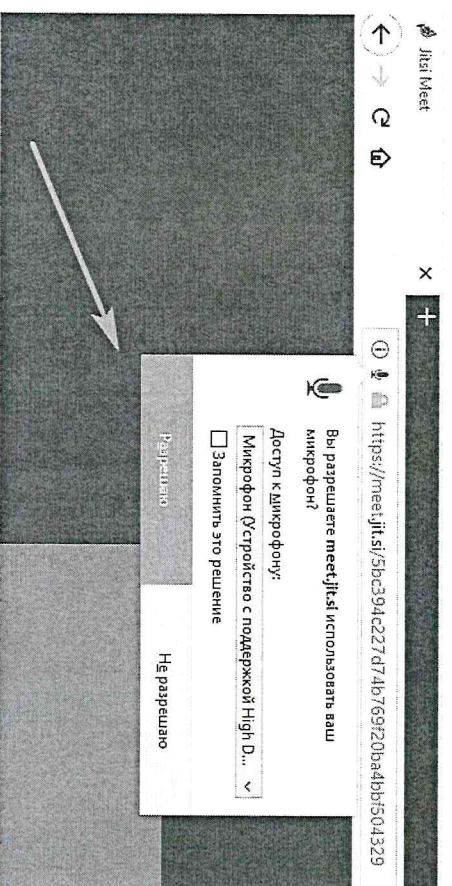 Jitsi Meet
https://meet.jit.si/5bc394c227d74b769f20ba4bbf504329
Вы разрешаете meet.jit.si использовать ваш
микрофон?
Доступ к микрофону:
Микрофон (Устройство с поддержкой High D...
Запомнить это решение
Разрешаю
Не разрешаю